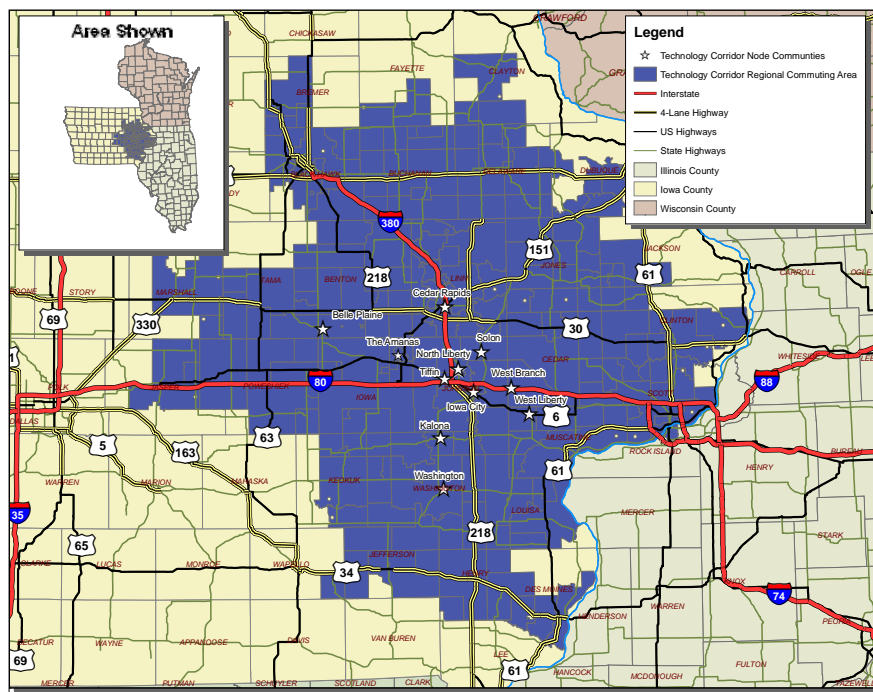 Area Shown
Legend
Technology Corridor Node Communties
Technology Corridor Regional Commuting Area
Interstate
4-Lane Highway
US Highways
State Highways
Illinois County
Iowa County
Wisconsin County
CRAWFORD
CHICKASAW
FAYETTE
CLAYTON
BREMER
BUCHANAN
DUBUQUE
380
151
JACKSON
61
CARROLL
OGLE
JONES
LINN
218
BENTON
TAMA
MARSHALL
STORY
BOONE
69
330
Cedar Rapids
Belle Plaine
CLINTON
30
The Amanas
Solon
North Liberty
CEDAR
WHITESIDE
Tiffin
West Branch
88
80
POWESHIEK
JASPER
POLK
IOWA
SCOTT
Iowa City
West Liberty
6
DALLAS
Kalona
63
5
163
MUSCATINE
ROCK ISLAND
BUREAU
61
HENRY
Washington
WASHINGTON
KEOKUK
MAHASKA
MARION
WARREN
35
LOUISA
MERCER
STARK
218
65
JEFFERSON
CLARKE
LUCAS
MONROE
WAPELLO
34
HENRY
DES MOINES
KNOX
74
HENDERSON
WARREN
PEORIA
DECATUR
WAYNE
APPANOOSE
DAVIS
VAN BUREN
LEE
69
61
FULTON
HANCOCK
MCDONOUGH
TAZEWELL
MERCER
PUTMAN
SCHUYLER
SCOTLAND
CLARK